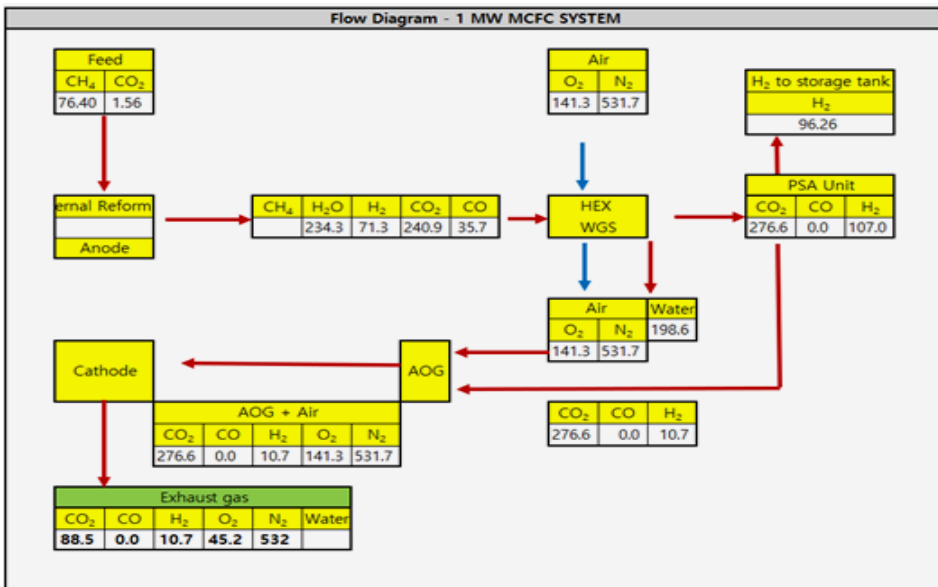 Flow Diagram - 1 MW MCFC SYSTEM
Feed
CH₄ CO₂
76.40 1.56
Air
O₂ N₂
141.3 531.7
H₂ to storage tank
H₂
96.26
ernal Reform
Anode
CH₄ H₂O H₂ CO₂ CO
234.3 71.3 240.9 35.7
HEX
WGS
PSA Unit
CO₂ CO H₂
276.6 0.0 107.0
Air Water
O₂ N₂ 198.6
141.3 531.7
Cathode
AOG
AOG + Air
CO₂ CO H₂ O₂ N₂
276.6 0.0 10.7 141.3 531.7
CO₂ CO H₂
276.6 0.0 10.7
Exhaust gas
CO₂ CO H₂ O₂ N₂ Water
88.5 0.0 10.7 45.2 532